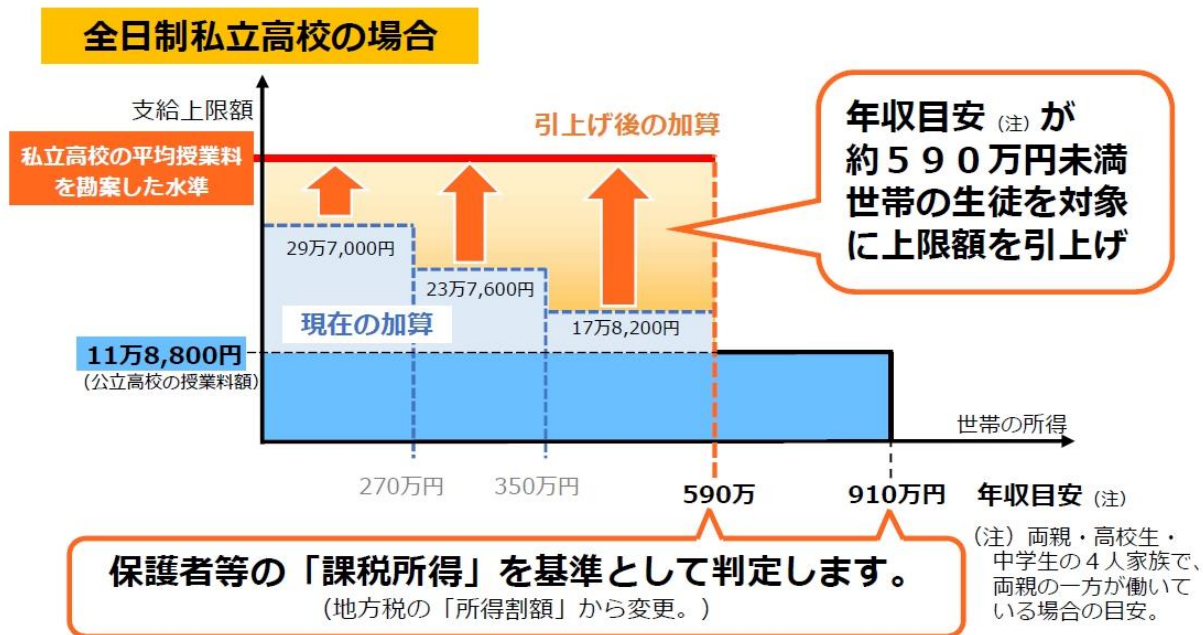 全日制私立高校の場合
支給上限額
私立高校の平均授業料
を勘案した水準
引上げ後の加算
年収目安 (注) が
約５９０万円未満
世帯の生徒を対象
に上限額を引上げ
29万7,000円
23万7,600円
17万8,200円
現在の加算
11万8,800円
(公立高校の授業料額)
世帯の所得
270万円
350万円
590万
910万円
年収目安 (注)
(注) 両親・高校生・
中学生の４人家族で、
両親の一方が働いて
いる場合の目安。
保護者等の「課税所得」を基準として判定します。
(地方税の「所得割額」から変更。)